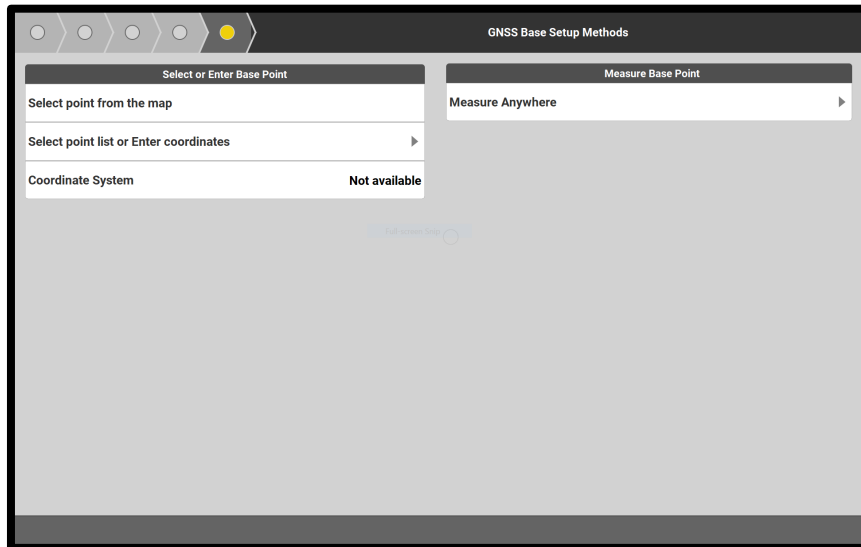 GNSS Base Setup Methods
Select or Enter Base Point
Select point from the map
Select point list or Enter coordinates
Coordinate System Not available
Measure Base Point
Measure Anywhere